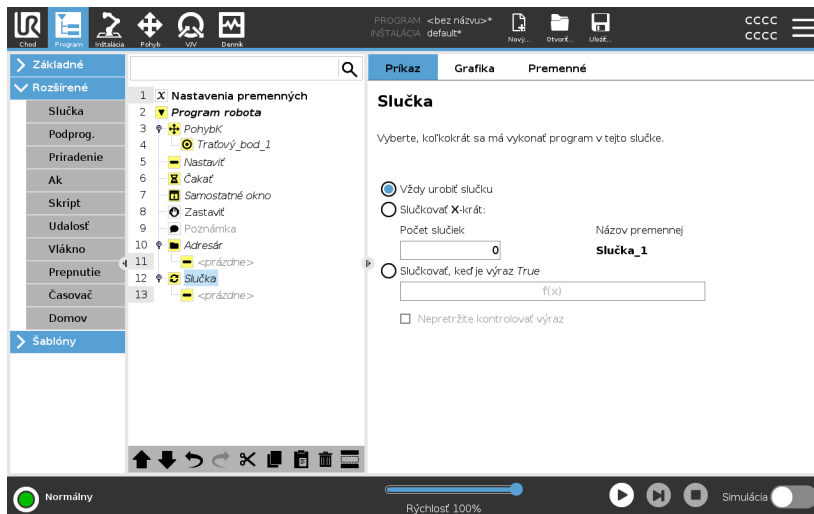 UR
Chod
Program
Inštalácia
Pohyb
V/V
Denník
PROGRAM <bez názvu>*
INŠTALÁCIA default*
Nový...
Otvoriť...
Uložiť...
CCCC
CCCC
Základné
Rozšírené
Slučka
Podprog.
Priradenie
Ak
Skript
Udalosť
Vlákno
Prepnutie
Časovač
Domov
Šablóny
1 X Nastavenia premenných
2 Program robota
3 PohybK
4 Traťový_bod_1
5 Nastaviť
6 Čakať
7 Samostatné okno
8 Zastaviť
9 Poznámka
10 Adresár
11 <prázdne>
12 Slučka
13 <prázdne>
Príkaz Grafika Premenné
Slučka
Vyberte, koľkokrát sa má vykonať program v tejto slučke.
Vždy urobiť slučku
Slučkovať X-krát:
Počet slučiek Názov premennej
0 Slučka_1
Slučkovať, keď je výraz True
f(x)
Nepretržite kontrolovať výraz
Normálny
Rýchlosť 100%
Simulácia